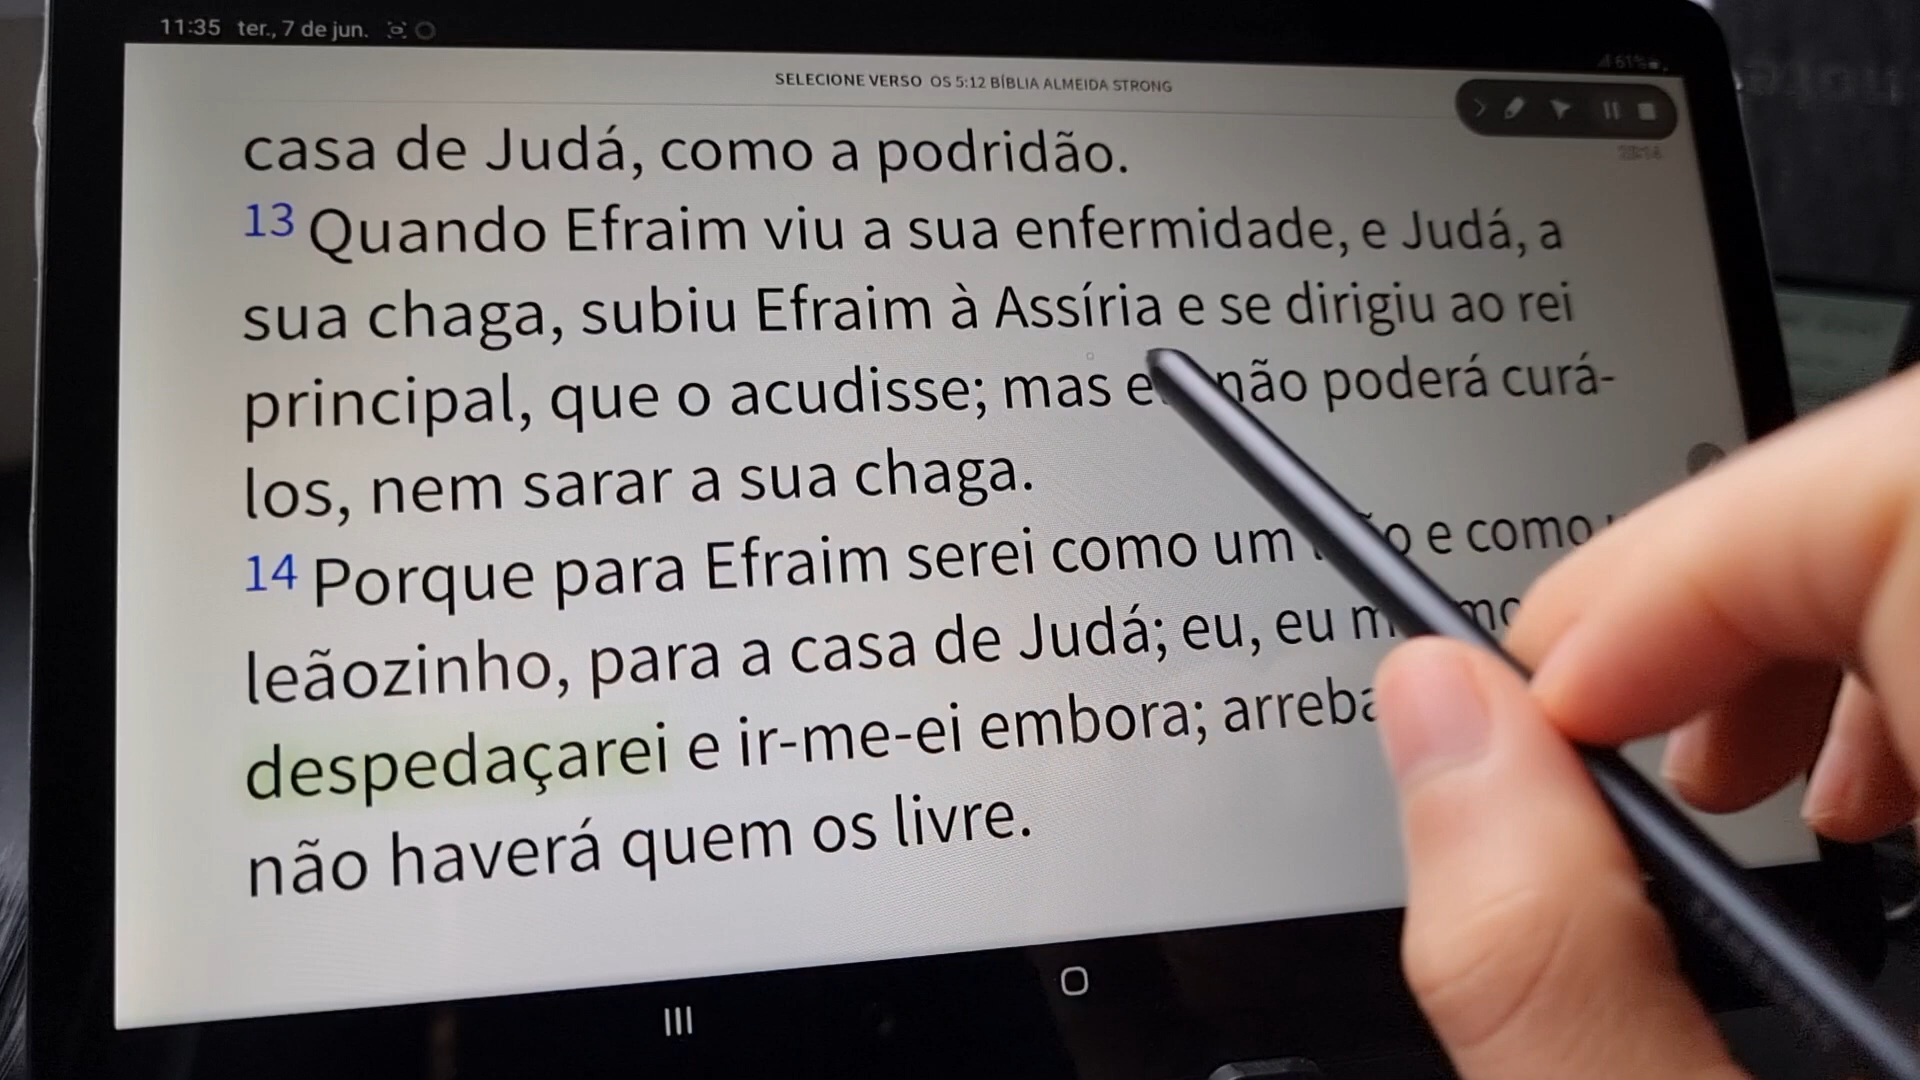 11:35 ter., 7 de jun.
61%
SELECIONE VERSO OS 5:12 BÍBLIA ALMEIDA STRONG
casa de Judá, como a podridão.
13 Quando Efraim viu a sua enfermidade, e Judá, a
sua chaga, subiu Efraim à Assíria e se dirigiu ao rei
principal, que o acudisse; mas não poderá curá-
los, nem sarar a sua chaga.
14 Porque para Efraim serei como um e como
leãozinho, para a casa de Judá; eu, eu
despedaçarei e ir-me-ei embora;
não haverá quem os livre.